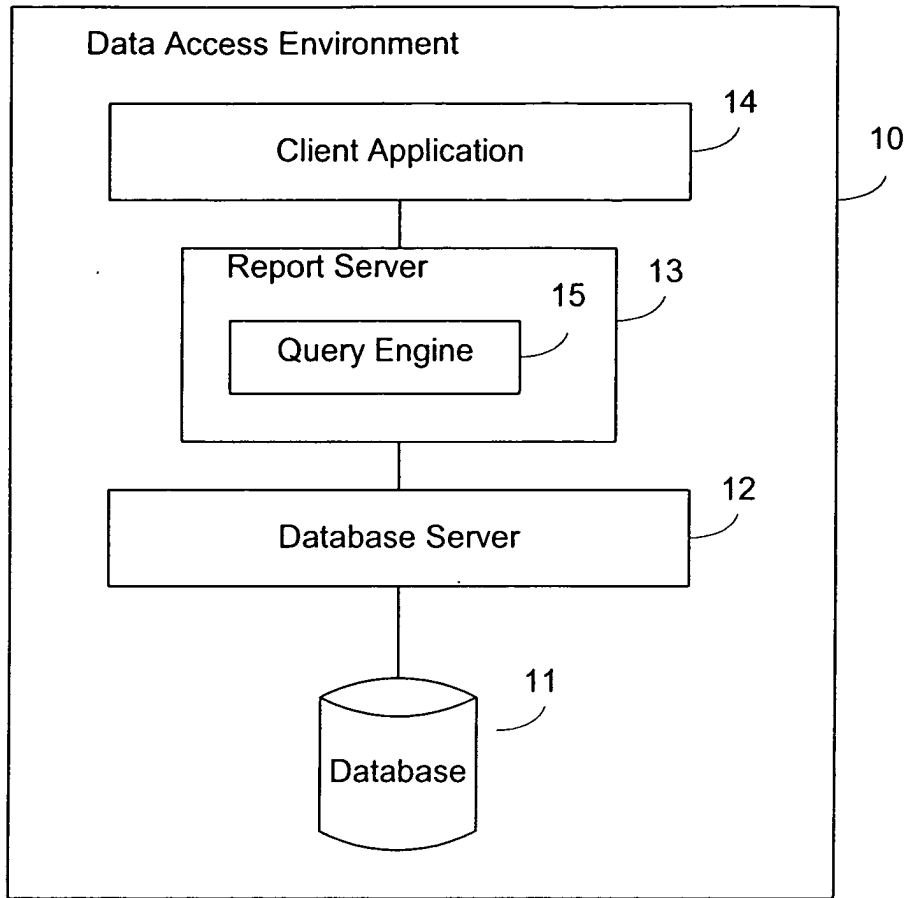 Data Access Environment
14
Client Application
10
Report Server
13
15
Query Engine
12
Database Server
11
Database